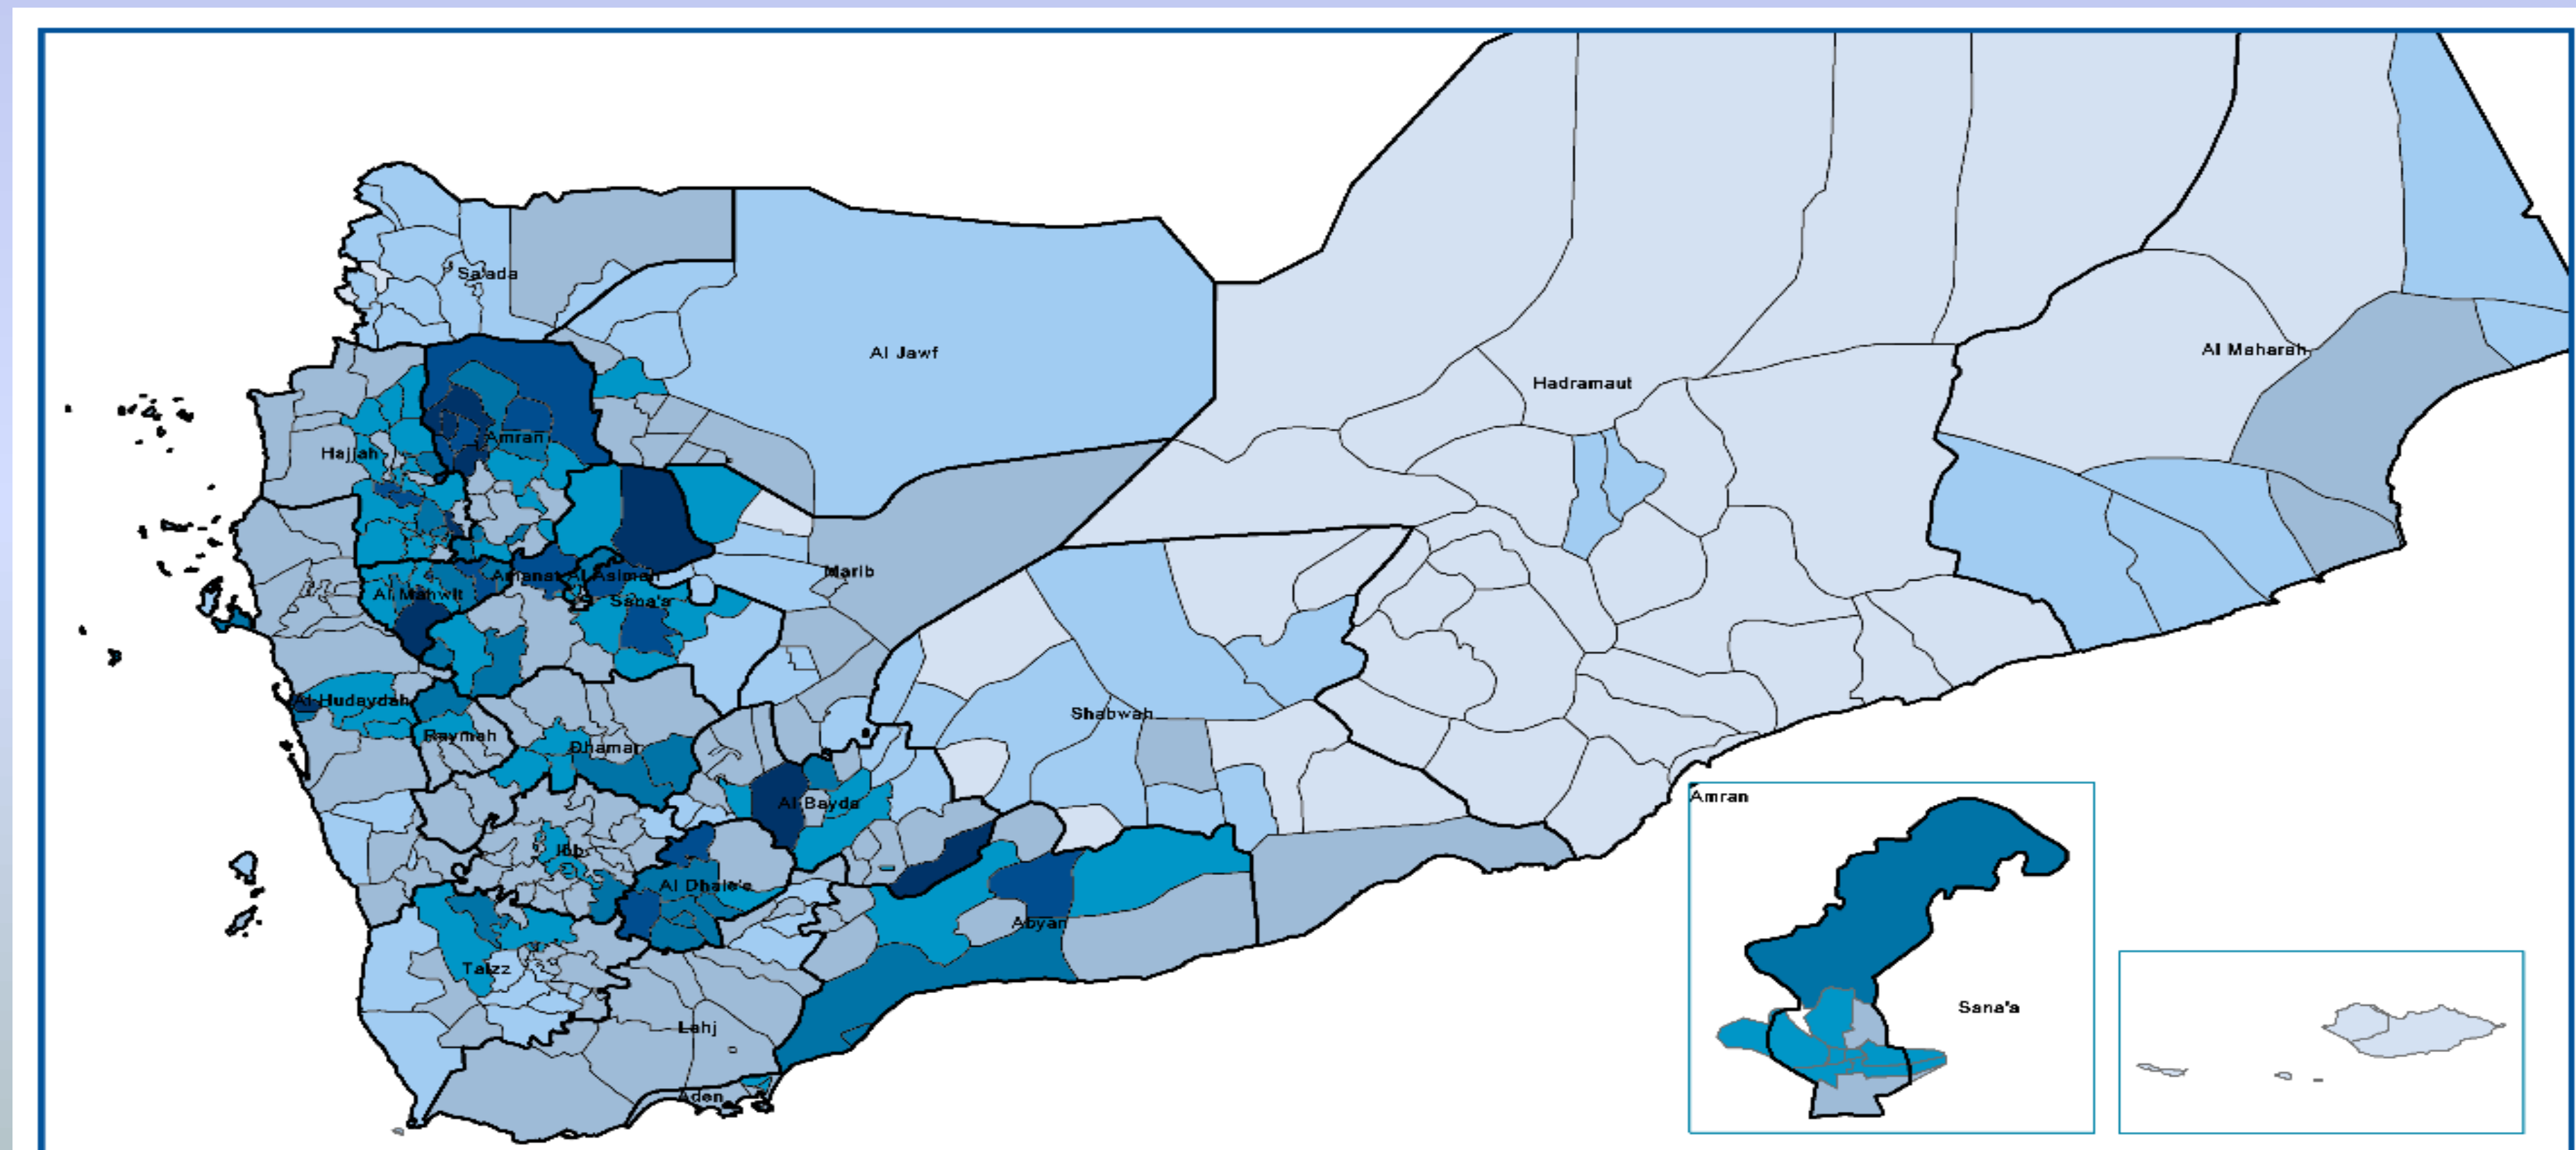 Sa'ada
Al Jawf
Al Maharah
Hadramaut
Amran
Hajjah
Marib
Amanat Al Asimah
Al Mahwit
Sana'a
Al Hudaydah
Shabwah
Raymah
Dhamar
Al Bayda
Amran
Ibb
Al Dhale'e
Abyan
Taizz
Sana'a
Lahj
Aden